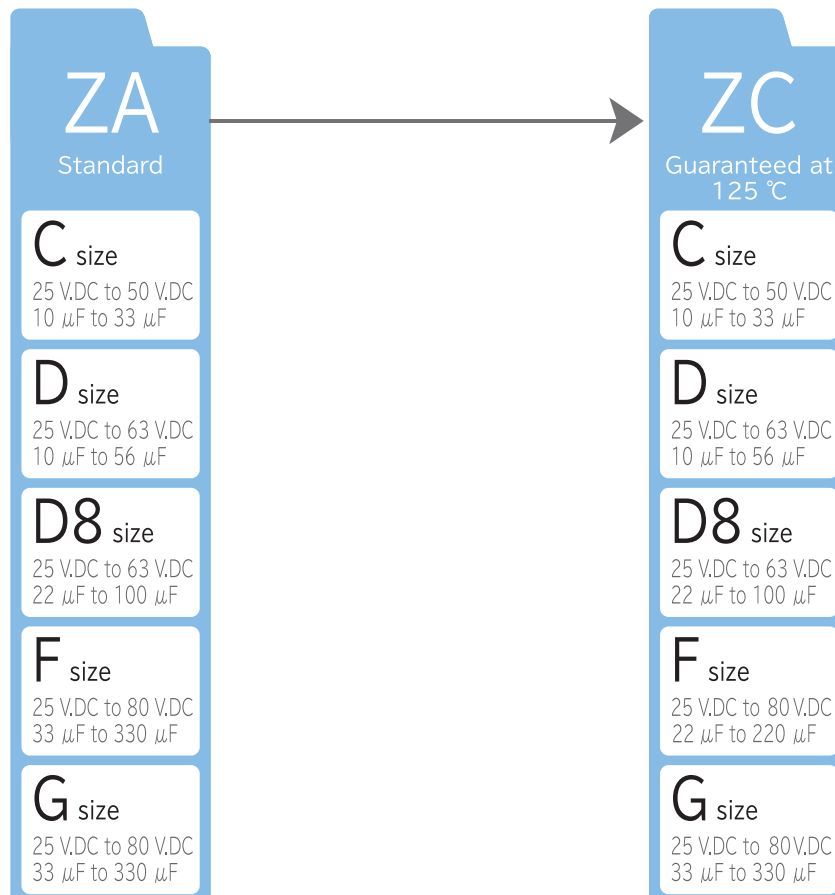 ZA
Standard
C size
25 V.DC to 50 V.DC
10 μF to 33 μF
D size
25 V.DC to 63 V.DC
10 μF to 56 μF
D8 size
25 V.DC to 63 V.DC
22 μF to 100 μF
F size
25 V.DC to 80 V.DC
33 μF to 330 μF
G size
25 V.DC to 80 V.DC
33 μF to 330 μF
ZC
Guaranteed at
125 ℃
C size
25 V.DC to 50 V.DC
10 μF to 33 μF
D size
25 V.DC to 63 V.DC
10 μF to 56 μF
D8 size
25 V.DC to 63 V.DC
22 μF to 100 μF
F size
25 V.DC to 80 V.DC
22 μF to 220 μF
G size
25 V.DC to 80 V.DC
33 μF to 330 μF